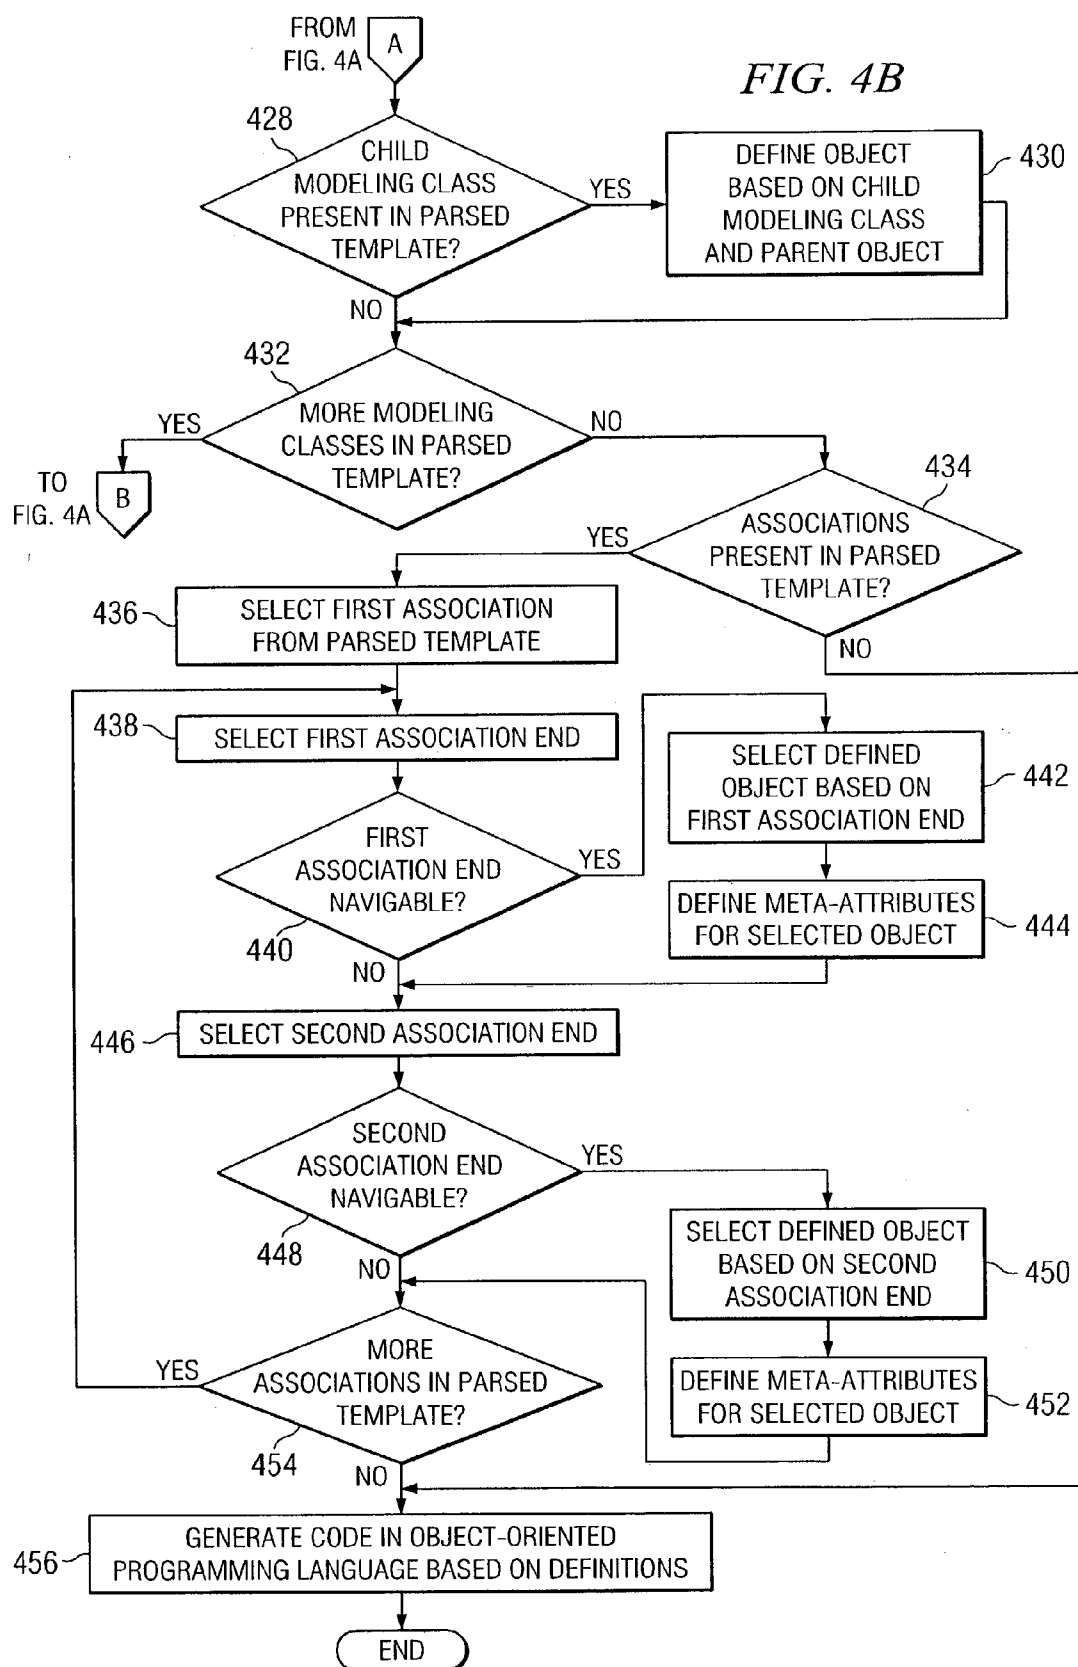 FROM
FIG. 4A
A
FIG. 4B
428
CHILD
MODELING CLASS
PRESENT IN PARSED
TEMPLATE?
YES
DEFINE OBJECT
BASED ON CHILD
MODELING CLASS
AND PARENT OBJECT
430
NO
432
MORE MODELING
CLASSES IN PARSED
TEMPLATE?
YES
NO
TO
FIG. 4A
B
434
ASSOCIATIONS
PRESENT IN PARSED
TEMPLATE?
YES
NO
436
SELECT FIRST ASSOCIATION
FROM PARSED TEMPLATE
438
SELECT FIRST ASSOCIATION END
SELECT DEFINED
OBJECT BASED ON
FIRST ASSOCIATION END
442
FIRST
ASSOCIATION END
NAVIGABLE?
YES
440
NO
DEFINE META-ATTRIBUTES
FOR SELECTED OBJECT
444
446
SELECT SECOND ASSOCIATION END
SECOND
ASSOCIATION END
NAVIGABLE?
YES
448
NO
SELECT DEFINED OBJECT
BASED ON SECOND
ASSOCIATION END
450
MORE
ASSOCIATIONS IN PARSED
TEMPLATE?
YES
454
NO
DEFINE META-ATTRIBUTES
FOR SELECTED OBJECT
452
456
GENERATE CODE IN OBJECT-ORIENTED
PROGRAMMING LANGUAGE BASED ON DEFINITIONS
END